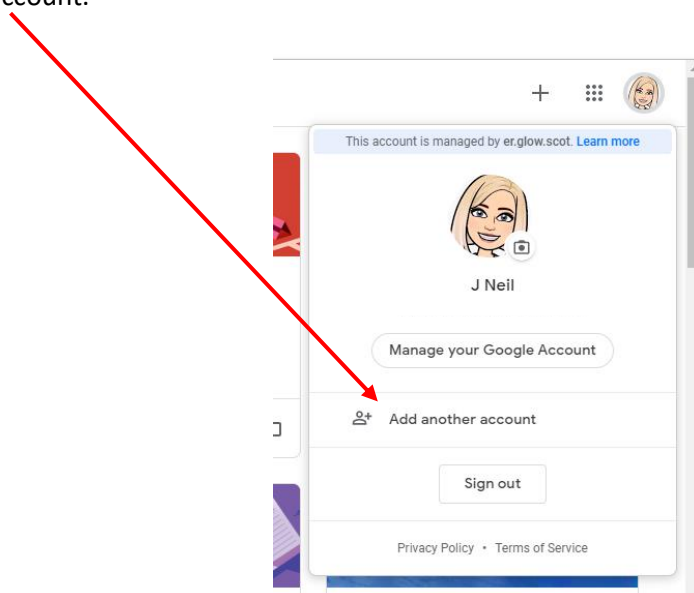 This account is managed by er.glow.scot. Learn more
J Neil
Manage your Google Account
Add another account
Sign out
Privacy Policy • Terms of Service